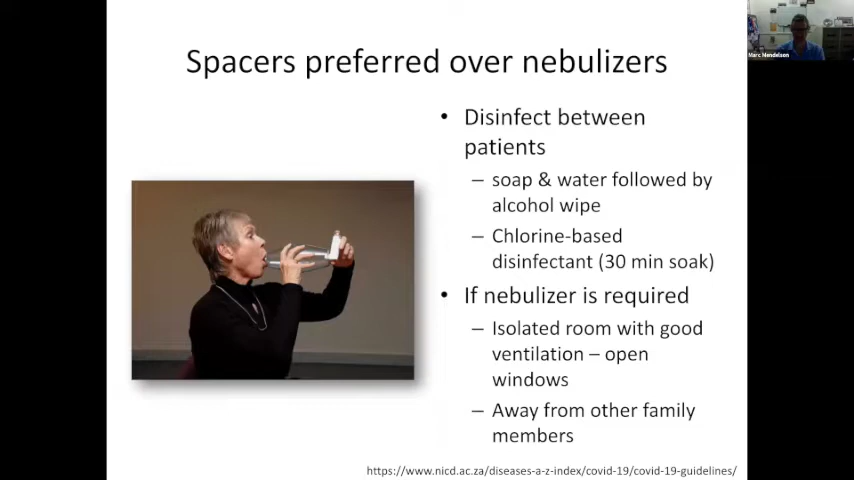 Spacers preferred over nebulizers
Marc Mendelson
• Disinfect between
patients
– soap & water followed by
alcohol wipe
– Chlorine-based
disinfectant (30 min soak)
• If nebulizer is required
– Isolated room with good
ventilation – open
windows
– Away from other family
members
https://www.nicd.ac.za/diseases-a-z-index/covid-19/covid-19-guidelines/